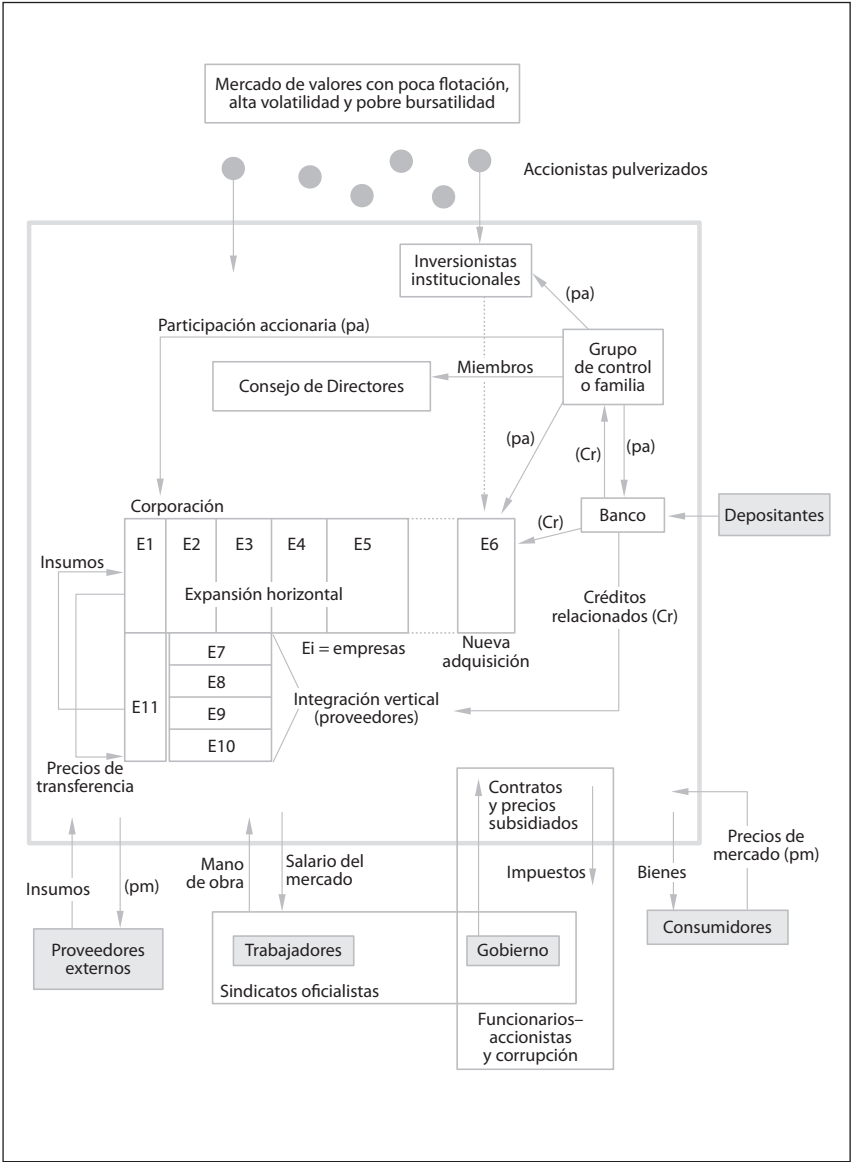 Mercado de valores con poca flotación,
alta volatilidad y pobre bursatilidad
Accionistas pulverizados
Inversionistas
institucionales
(pa)
Participación accionaria (pa)
Grupo
de control
o familia
Miembros
Consejo de Directores
(pa)
(Cr)
(pa)
Corporación
(Cr)
Banco
Depositantes
E1
E2
E3
E4
E5
E6
Insumos
Expansión horizontal
Créditos
relacionados (Cr)
Ei = empresas
Nueva
adquisición
E7
E8
E9
E10
E11
Integración vertical
(proveedores)
Precios de
transferencia
Contratos
y precios
subsidiados
Insumos
(pm)
Mano
de obra
Salario del
mercado
Impuestos
Bienes
Precios de
mercado (pm)
Proveedores
externos
Trabajadores
Gobierno
Consumidores
Sindicatos oficialistas
Funcionarios–
accionistas
y corrupción